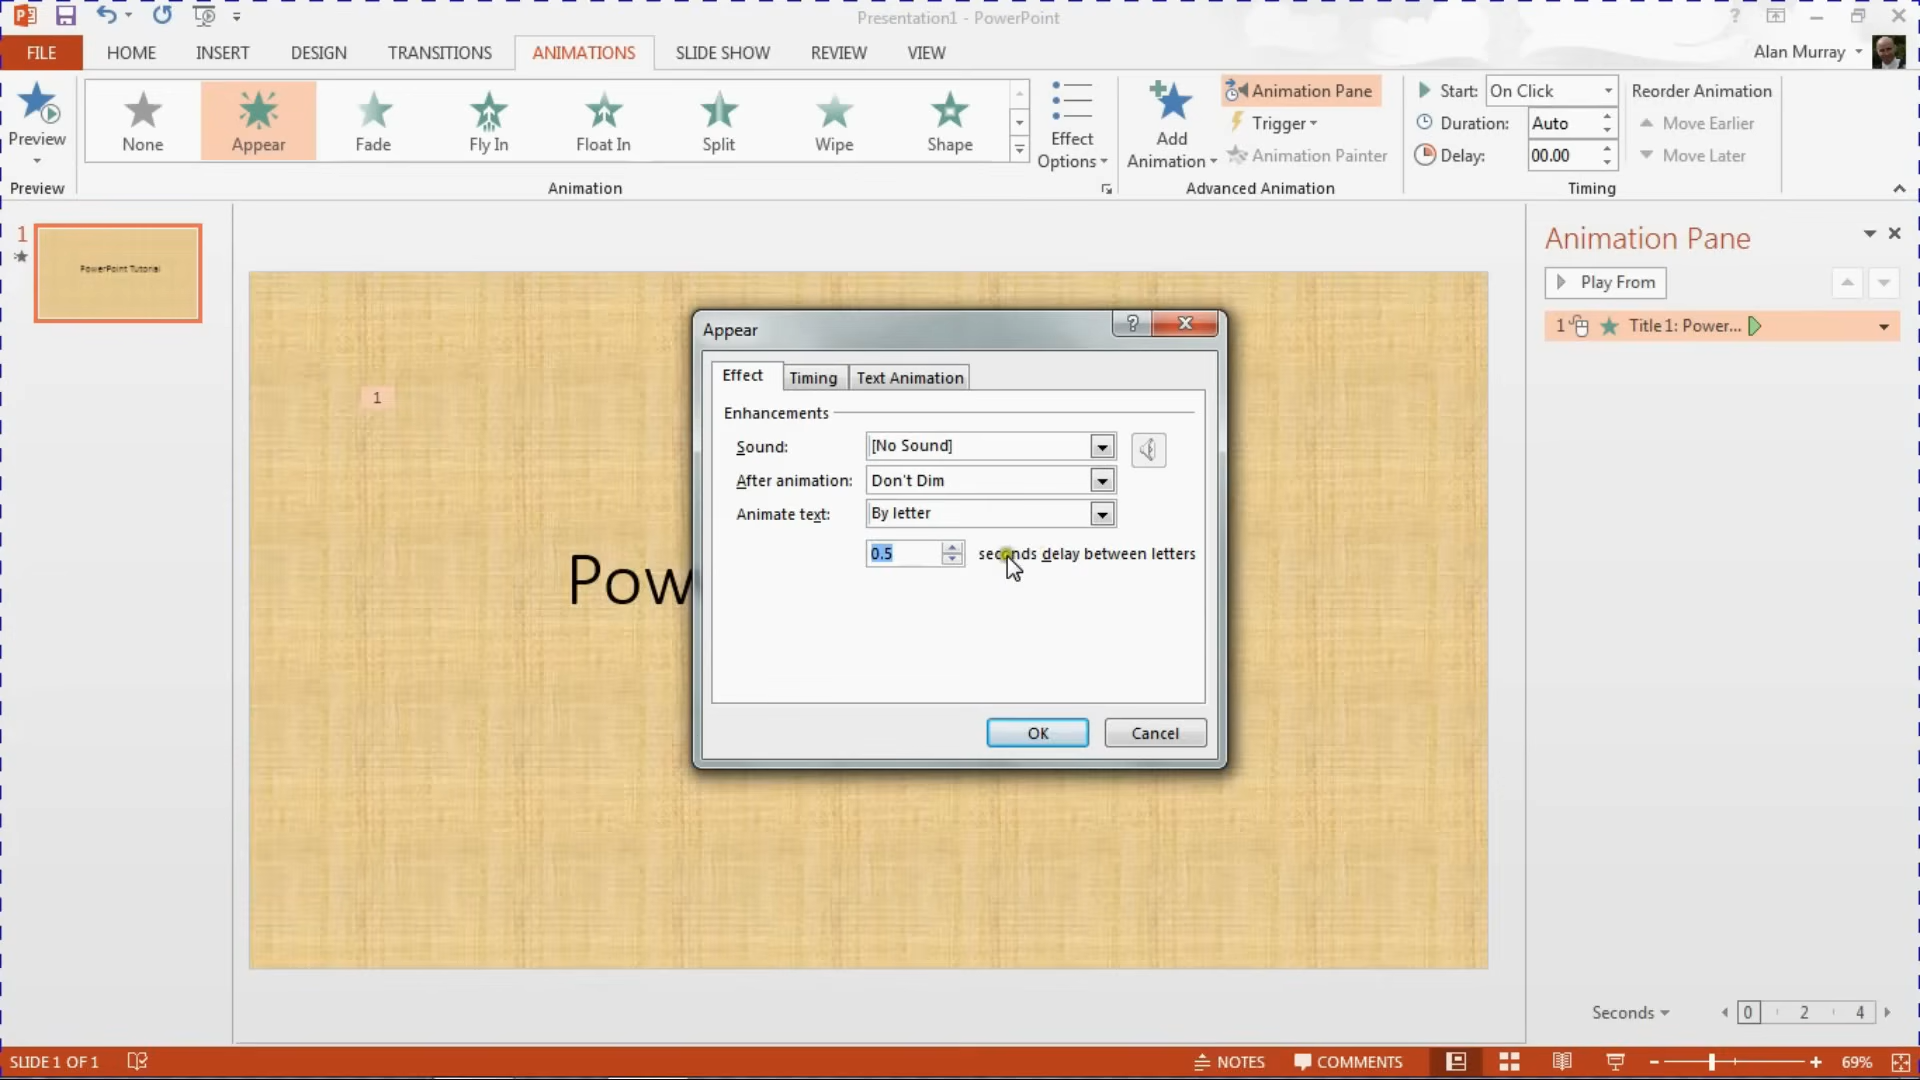 Presentation1 - PowerPoint
FILE HOME INSERT DESIGN TRANSITIONS ANIMATIONS SLIDE SHOW REVIEW VIEW Alan Murray
Preview
None Appear Fade Fly In Float In Split Wipe Shape
Effect Options
Add Animation
Animation Pane
Trigger
Animation Painter
Start: On Click
Duration: Auto
Delay: 00.00
Reorder Animation
Move Earlier
Move Later
Preview Animation Advanced Animation Timing
1
PowerPoint Tutorial
1
Pow
Appear
?
Effect Timing Text Animation
Enhancements
Sound: [No Sound]
After animation: Don't Dim
Animate text: By letter
0.5 seconds delay between letters
OK Cancel
Animation Pane
Play From
1 Title 1: Power...
Seconds 0 2 4
SLIDE 1 OF 1 NOTES COMMENTS 69%